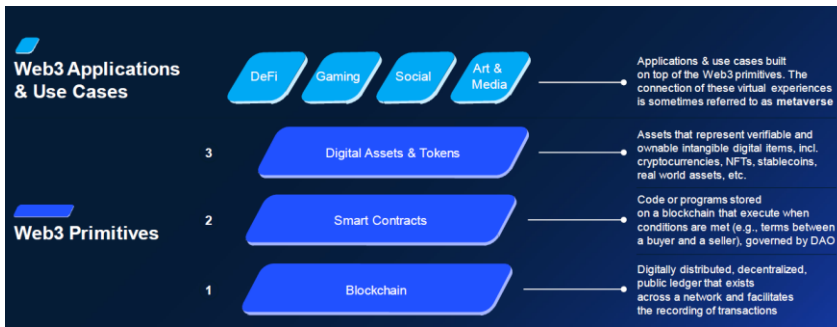 Web3 Applications
& Use Cases
DeFi
Gaming
Social
Art &
Media
Applications & use cases built
on top of the Web3 primitives. The
connection of these virtual experiences
is sometimes referred to as metaverse
3
Digital Assets & Tokens
Assets that represent verifiable and
ownable intangible digital items, incl.
cryptocurrencies, NFTs, stablecoins,
real world assets, etc.
Web3 Primitives
2
Smart Contracts
Code or programs stored
on a blockchain that execute when
conditions are met (e.g., terms between
a buyer and a seller), governed by DAO
1
Blockchain
Digitally distributed, decentralized,
public ledger that exists
across a network and facilitates
the recording of transactions